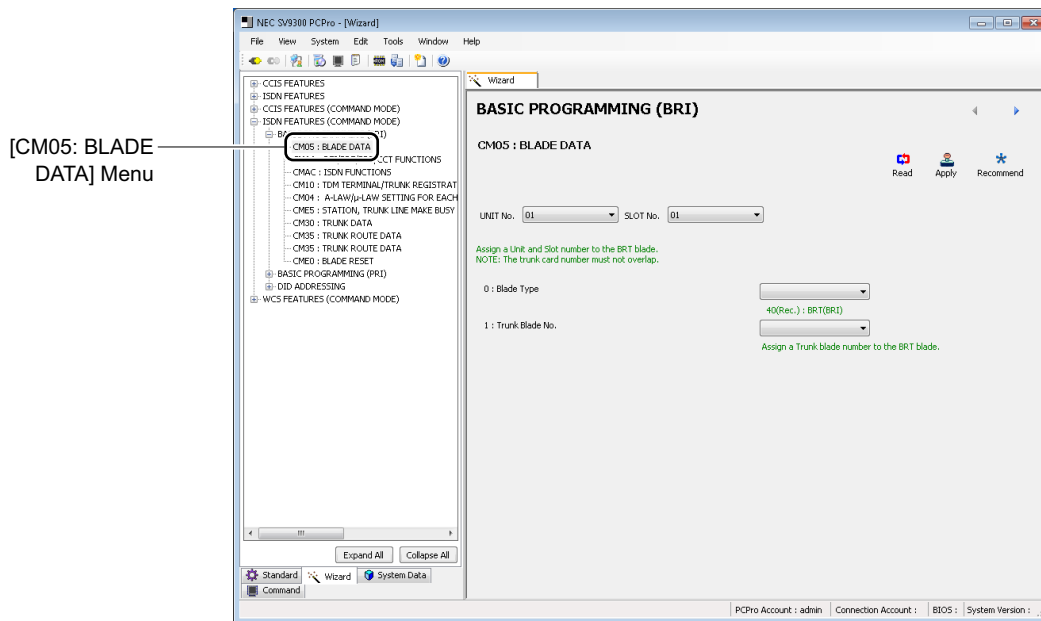 NEC SV9300 PCPro - [Wizard]
File View System Edit Tools Window Help
[CM05: BLADE
DATA] Menu
CCIS FEATURES
ISDN FEATURES
CCIS FEATURES (COMMAND MODE)
ISDN FEATURES (COMMAND MODE)
CM05 : BLADE DATA
CCT FUNCTIONS
CMAC : ISDN FUNCTIONS
CM10 : TDM TERMINAL/TRUNK REGISTRAT
CM04 : A-LAW/µ-LAW SETTING FOR EACH
CME5 : STATION, TRUNK LINE MAKE BUSY
CM30 : TRUNK DATA
CM35 : TRUNK ROUTE DATA
CM35 : TRUNK ROUTE DATA
CME0 : BLADE RESET
BASIC PROGRAMMING (PRI)
DID ADDRESSING
WCS FEATURES (COMMAND MODE)
Expand All Collapse All
Standard Wizard System Data
Command
Wizard
BASIC PROGRAMMING (BRI)
CM05 : BLADE DATA
Read Apply Recommend
UNIT No. 01 SLOT No. 01
Assign a Unit and Slot number to the BRT blade.
NOTE: The trunk card number must not overlap.
0 : Blade Type
40(Rec.) : BRT(BRI)
1 : Trunk Blade No.
Assign a Trunk blade number to the BRT blade.
PCPro Account : admin Connection Account : BIOS : System Version :